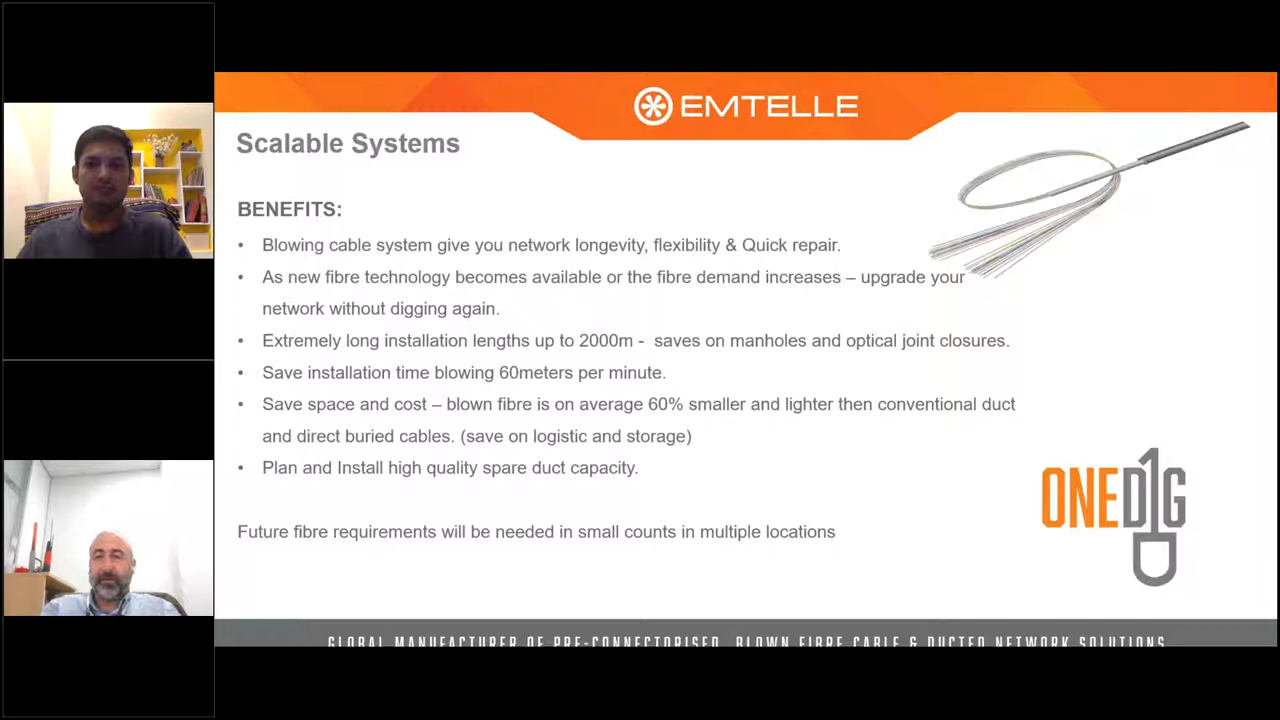 EMTELLE
Scalable Systems
BENEFITS:
• Blowing cable system give you network longevity, flexibility & Quick repair.
• As new fibre technology becomes available or the fibre demand increases – upgrade your
network without digging again.
• Extremely long installation lengths up to 2000m - saves on manholes and optical joint closures.
• Save installation time blowing 60meters per minute.
• Save space and cost – blown fibre is on average 60% smaller and lighter then conventional duct
and direct buried cables. (save on logistic and storage)
• Plan and Install high quality spare duct capacity.
ONEDIG
Future fibre requirements will be needed in small counts in multiple locations
GLOBAL MANUFACTURER OF PRE-CONNECTORISED, BLOWN FIBRE CABLE & DUCTED NETWORK SOLUTIONS